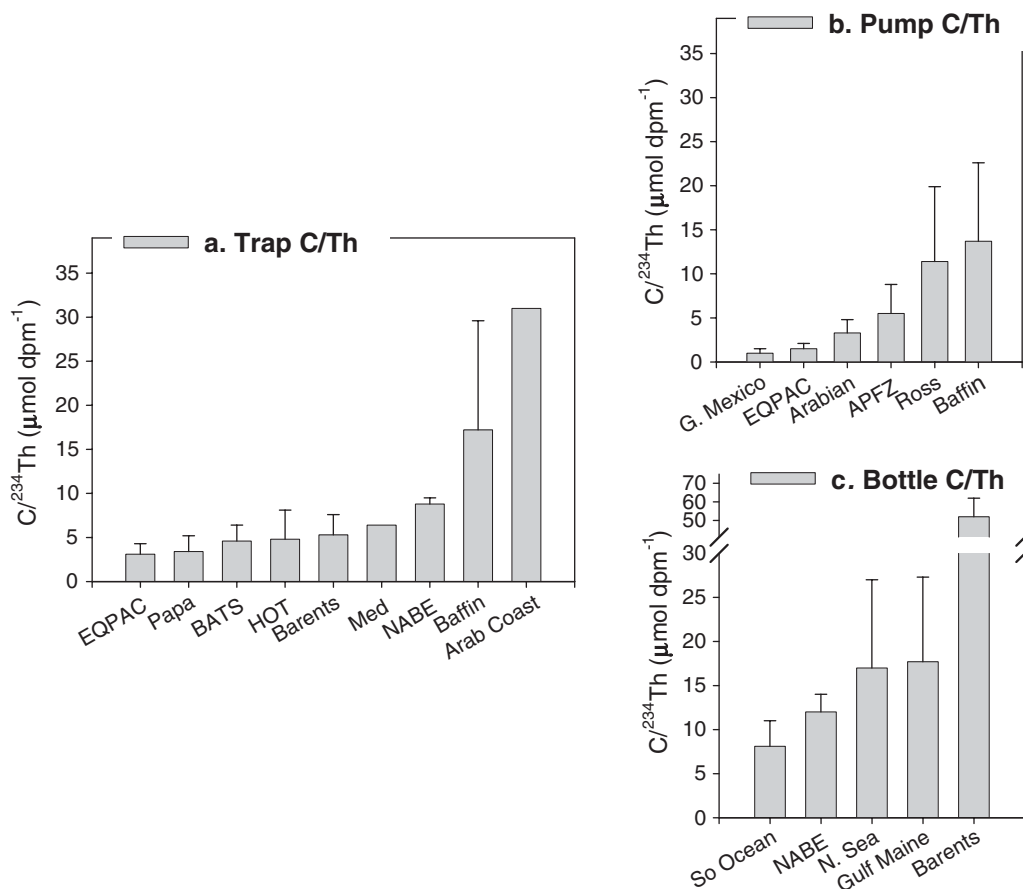 a. Trap C/Th
C/²³⁴Th (μmol dpm⁻¹)
35
30
25
20
15
10
5
0
EQPAC
Papa
BATS
HOT
Barents
Med
NABE
Baffin
Arab Coast
b. Pump C/Th
C/²³⁴Th (μmol dpm⁻¹)
35
30
25
20
15
10
5
0
G. Mexico
EQPAC
Arabian
APFZ
Ross
Baffin
c. Bottle C/Th
C/²³⁴Th (μmol dpm⁻¹)
70
60
50
30
25
20
15
10
5
0
So Ocean
NABE
N. Sea
Gulf Maine
Barents